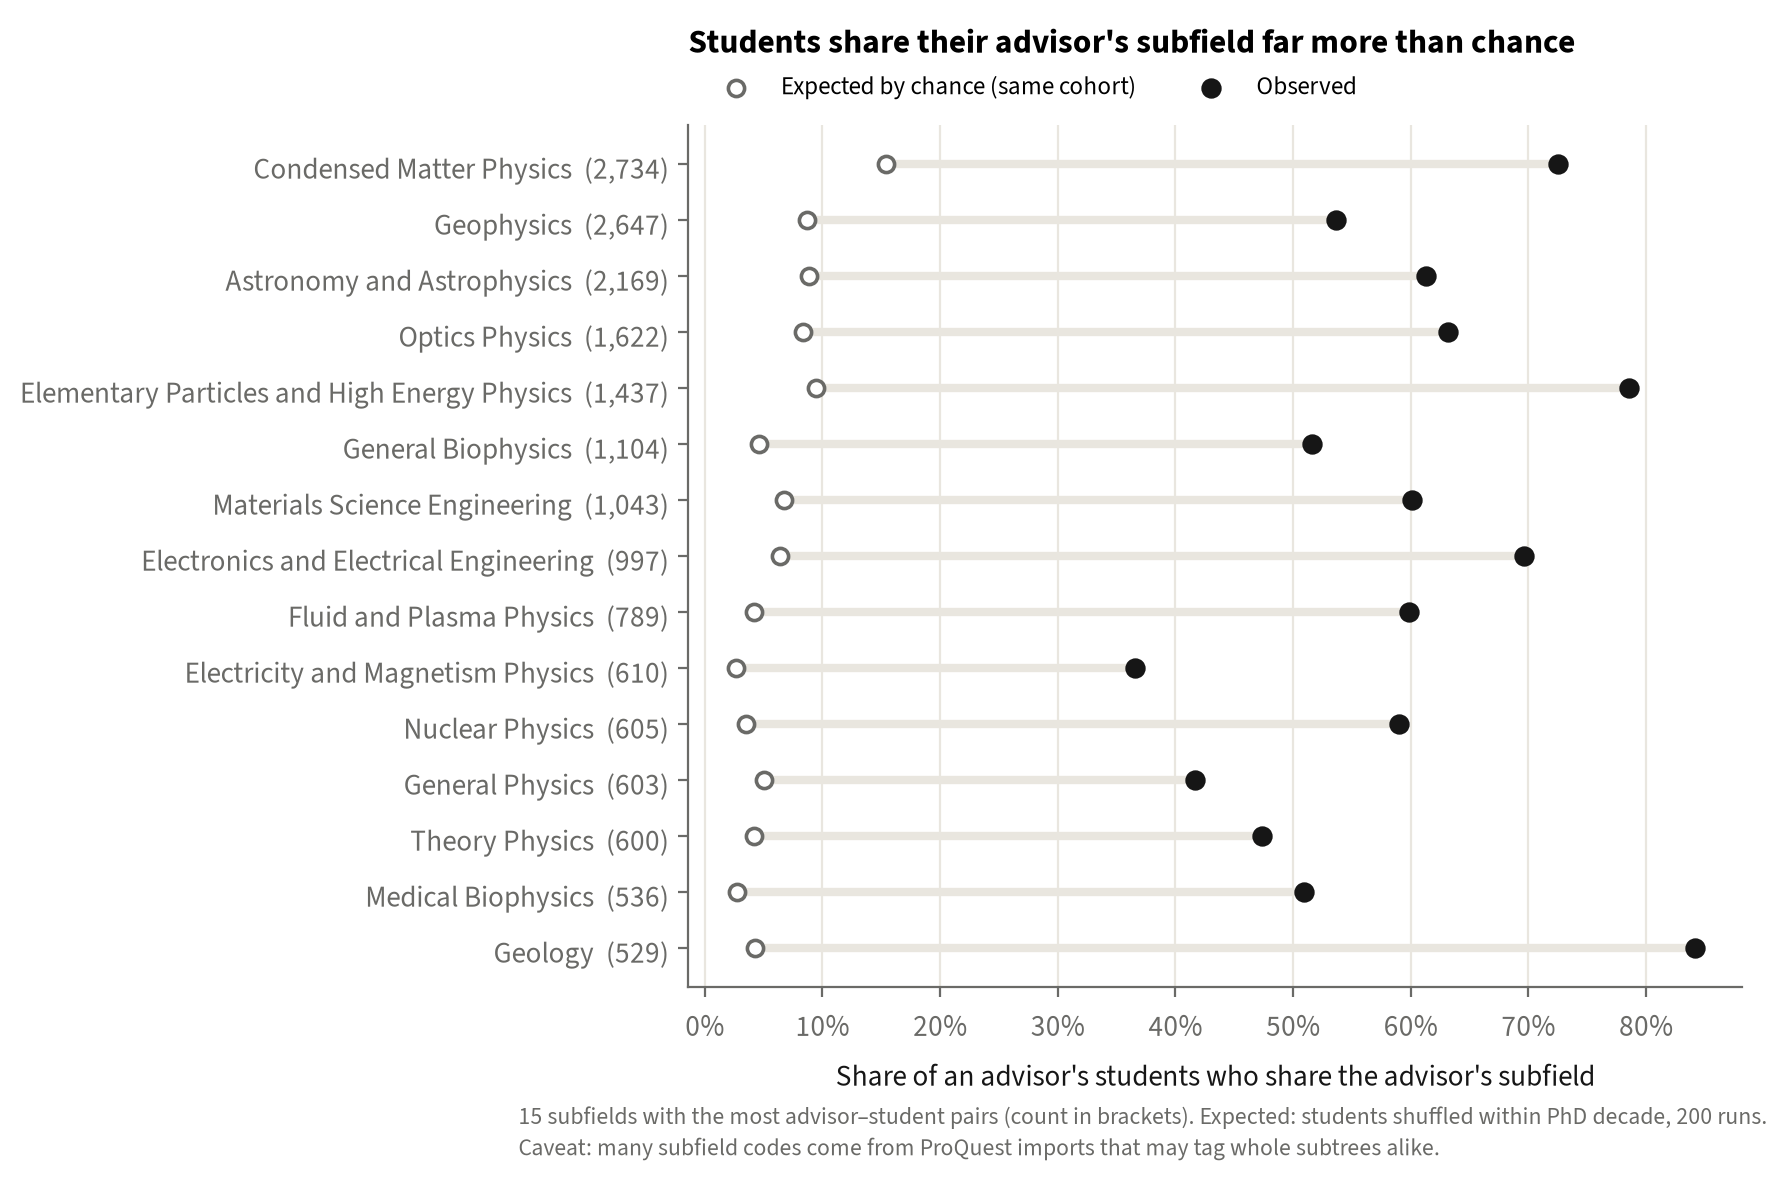 Students share their advisor's subfield far more than chance
Expected by chance (same cohort) Observed
Condensed Matter Physics (2,734)
Geophysics (2,647)
Astronomy and Astrophysics (2,169)
Optics Physics (1,622)
Elementary Particles and High Energy Physics (1,437)
General Biophysics (1,104)
Materials Science Engineering (1,043)
Electronics and Electrical Engineering (997)
Fluid and Plasma Physics (789)
Electricity and Magnetism Physics (610)
Nuclear Physics (605)
General Physics (603)
Theory Physics (600)
Medical Biophysics (536)
Geology (529)
0% 10% 20% 30% 40% 50% 60% 70% 80%
Share of an advisor's students who share the advisor's subfield
15 subfields with the most advisor–student pairs (count in brackets). Expected: students shuffled within PhD decade, 200 runs.
Caveat: many subfield codes come from ProQuest imports that may tag whole subtrees alike.